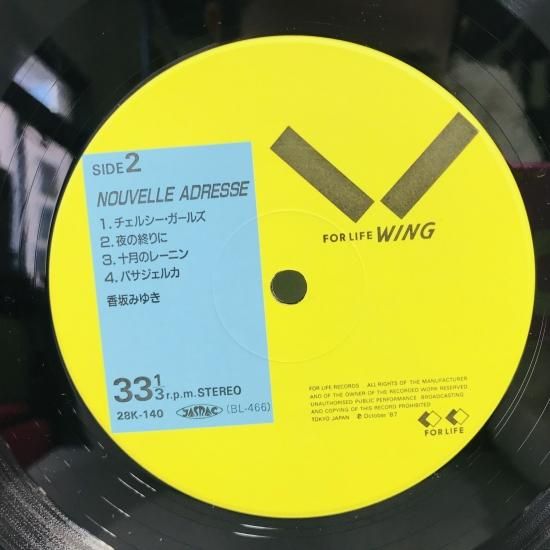 SIDE 2
NOUVELLE ADRESSE
1. チェルシー・ガールズ
2. 夜の終りに
3. 十月のレーニン
4. パサジェルカ
香坂みゆき
33 1/3 r.p.m. STEREO
28K-140 JASRAC (BL-466)
FOR LIFE WING
FOR LIFE RECORDS ALL RIGHTS OF THE MANUFACTURER
AND OF THE OWNER OF THE RECORDED WORK RESERVED
UNAUTHORISED PUBLIC PERFORMANCE BROADCASTING
AND COPYING OF THIS RECORD PROHIBITED
TOKYO JAPAN ℗ October '87
FOR LIFE